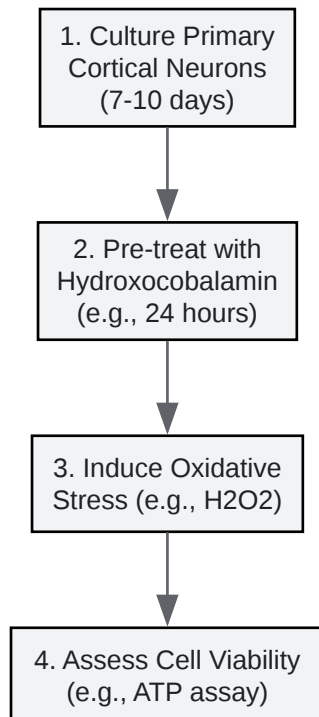 1. Culture Primary
Cortical Neurons
(7-10 days)
2. Pre-treat with
Hydroxocobalamin
(e.g., 24 hours)
3. Induce Oxidative
Stress (e.g., H2O2)
4. Assess Cell Viability
(e.g., ATP assay)